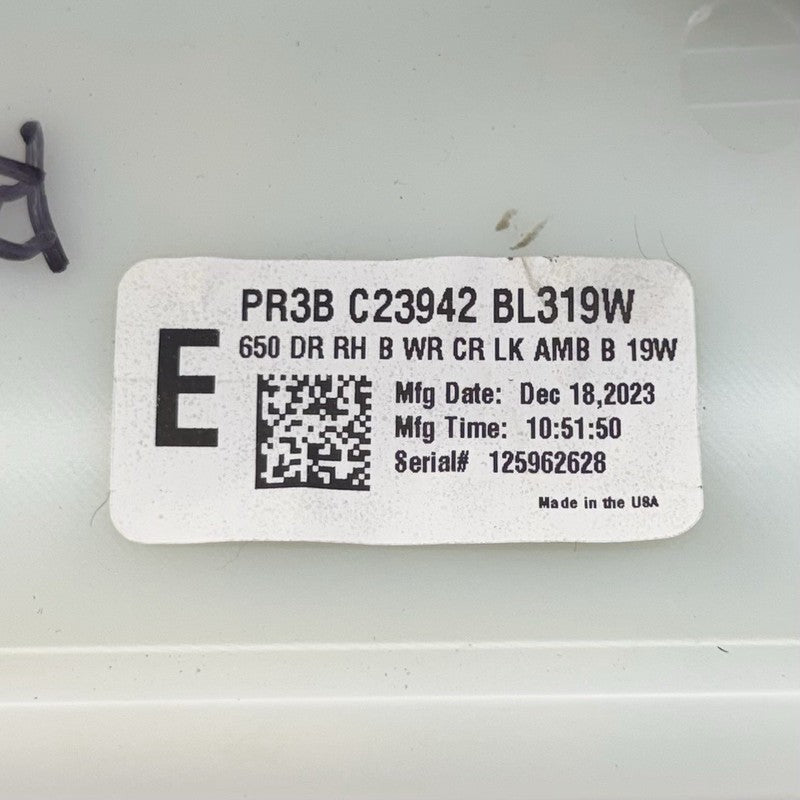 PR3B C23942 BL319W
650 DR RH B WR CR LK AMB B 19W
E
Mfg Date: Dec 18,2023
Mfg Time: 10:51:50
Serial# 125962628
Made in the USA